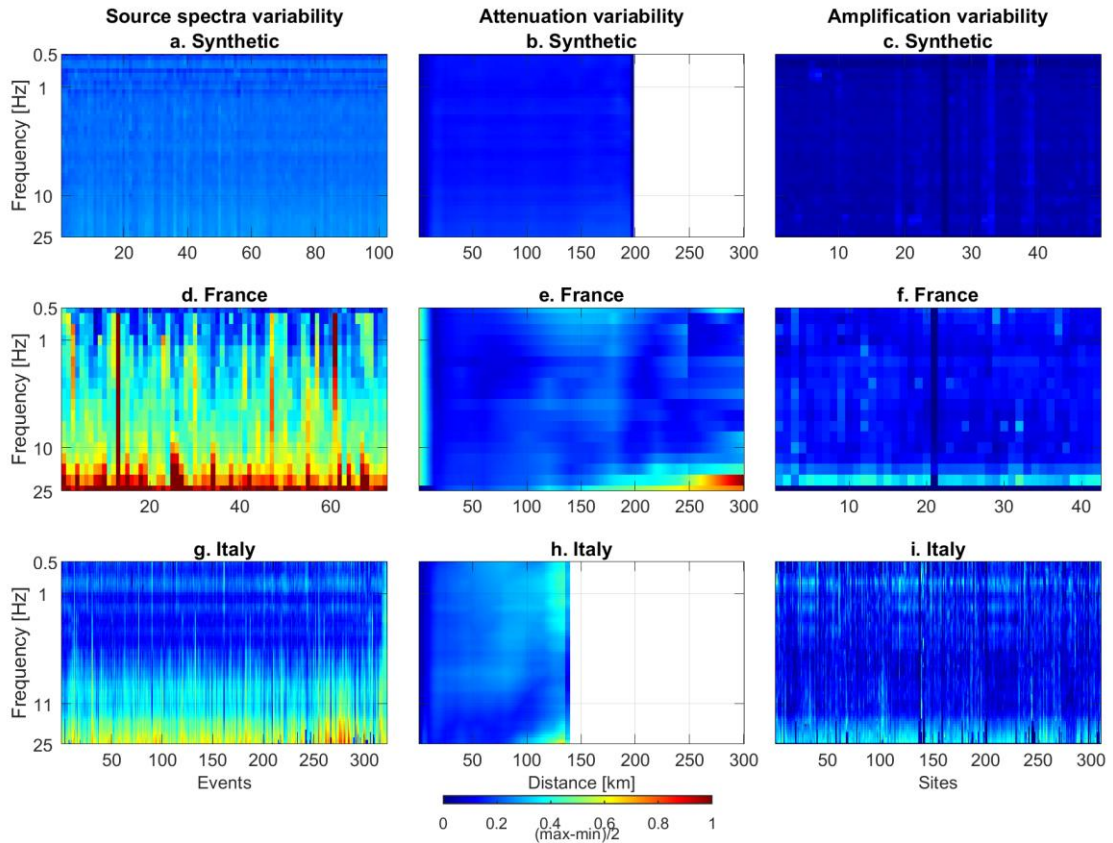 Source spectra variability Attenuation variability Amplification variability
a. Synthetic b. Synthetic c. Synthetic
0.5
1
10
25
Frequency [Hz]
20 40 60 80 100 0 50 100 150 200 250 300 10 20 30 40
d. France e. France f. France
0.5
1
10
25
Frequency [Hz]
20 40 60 0 50 100 150 200 250 300 10 20 30 40
g. Italy h. Italy i. Italy
0.5
1
11
25
Frequency [Hz]
50 100 150 200 250 300 0 50 100 150 200 250 300 50 100 150 200 250 300
Events Distance [km] Sites
0 0.2 0.4 0.6 0.8 1
(max-min)/2